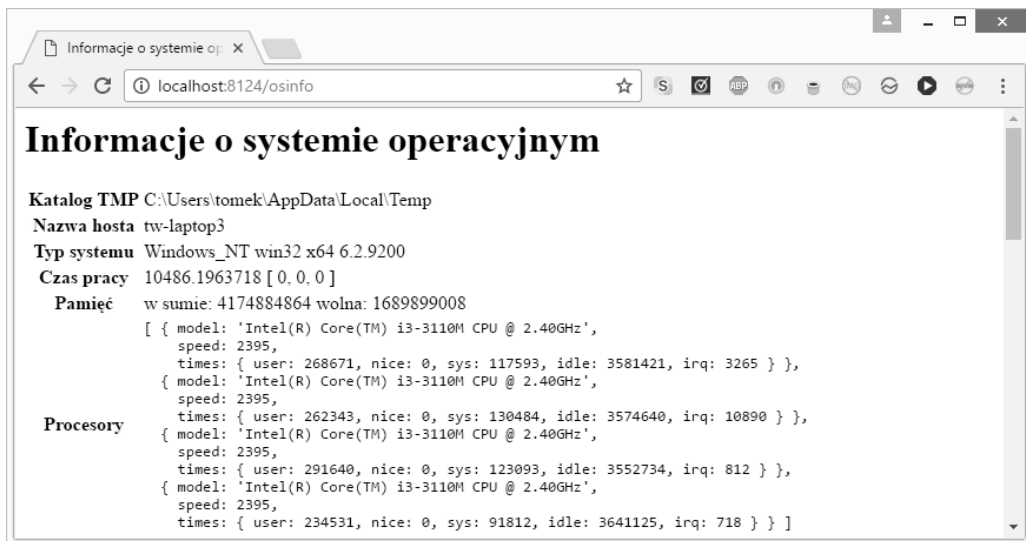 Informacje o systemie op
localhost:8124/osinfo
S ABP
Informacje o systemie operacyjnym
Katalog TMP C:\Users\tomek\AppData\Local\Temp
Nazwa hosta tw-laptop3
Typ systemu Windows_NT win32 x64 6.2.9200
Czas pracy 10486.1963718 [ 0, 0, 0 ]
Pamięć w sumie: 4174884864 wolna: 1689899008
[ { model: 'Intel(R) Core(TM) i3-3110M CPU @ 2.40GHz',
speed: 2395,
times: { user: 268671, nice: 0, sys: 117593, idle: 3581421, irq: 3265 } },
{ model: 'Intel(R) Core(TM) i3-3110M CPU @ 2.40GHz',
speed: 2395,
times: { user: 262343, nice: 0, sys: 130484, idle: 3574640, irq: 10890 } },
Procesory { model: 'Intel(R) Core(TM) i3-3110M CPU @ 2.40GHz',
speed: 2395,
times: { user: 291640, nice: 0, sys: 123093, idle: 3552734, irq: 812 } },
{ model: 'Intel(R) Core(TM) i3-3110M CPU @ 2.40GHz',
speed: 2395,
times: { user: 234531, nice: 0, sys: 91812, idle: 3641125, irq: 718 } } ]